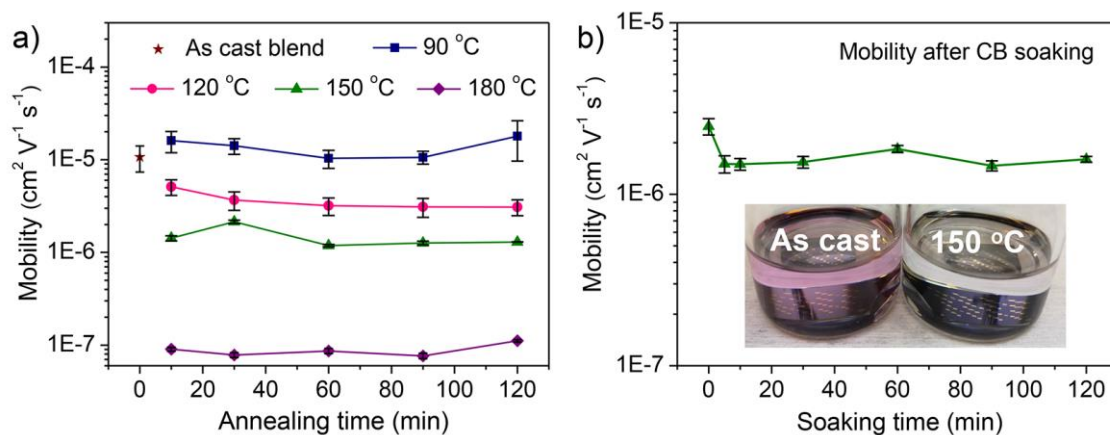 a)
As cast blend
90 °C
120 °C
150 °C
180 °C
Mobility (cm² V⁻¹ s⁻¹)
1E-4
1E-5
1E-6
1E-7
0 20 40 60 80 100 120
Annealing time (min)
b)
Mobility after CB soaking
Mobility (cm² V⁻¹ s⁻¹)
1E-5
1E-6
1E-7
As cast
150 °C
0 20 40 60 80 100 120
Soaking time (min)